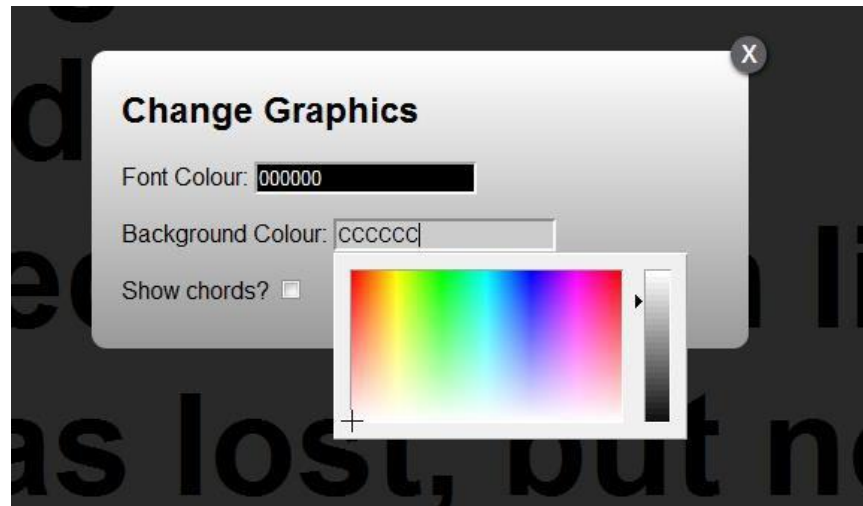 X
Change Graphics
Font Colour: 000000
Background Colour: CCCCCC
Show chords?
as lost, but